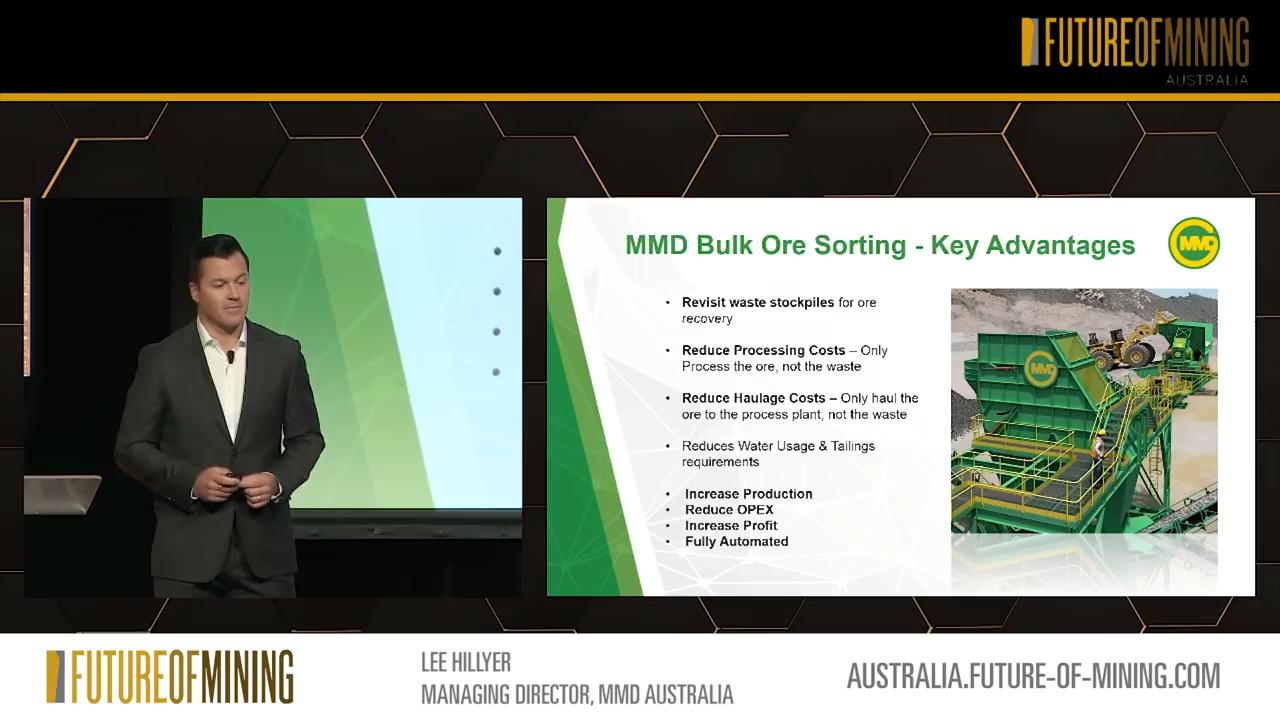 FUTUREOFMINING
AUSTRALIA
MMD Bulk Ore Sorting - Key Advantages
MMD
• Revisit waste stockpiles for ore
recovery
• Reduce Processing Costs – Only
Process the ore, not the waste
• Reduce Haulage Costs – Only haul the
ore to the process plant, not the waste
• Reduces Water Usage & Tailings
requirements
• Increase Production
• Reduce OPEX
• Increase Profit
• Fully Automated
MMD
FUTUREOFMINING
LEE HILLYER
MANAGING DIRECTOR, MMD AUSTRALIA
AUSTRALIA.FUTURE-OF-MINING.COM